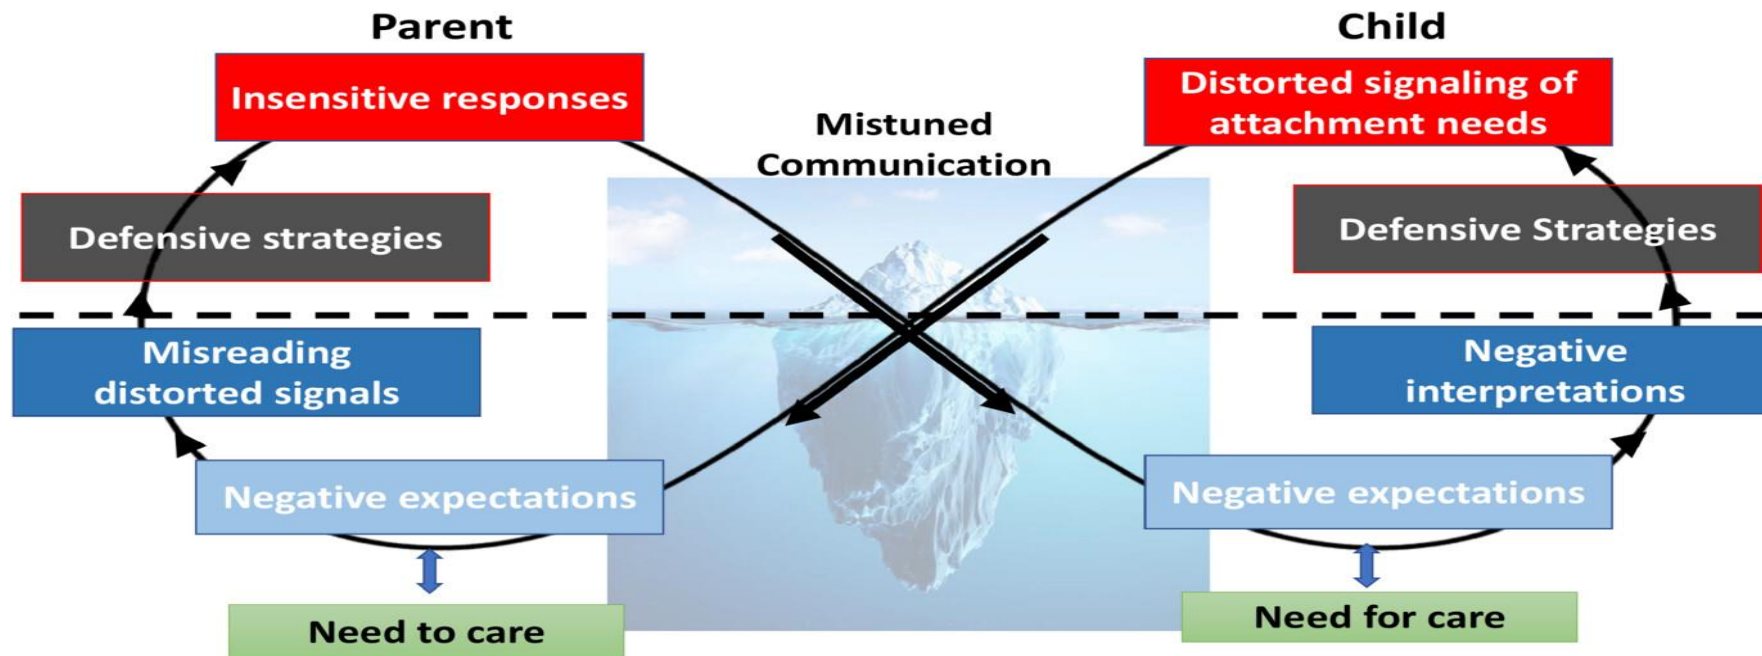 Parent
Child
Insensitive responses
Distorted signaling of
attachment needs
Mistuned
Communication
Defensive strategies
Defensive Strategies
Misreading
distorted signals
Negative
interpretations
Negative expectations
Negative expectations
Need to care
Need for care